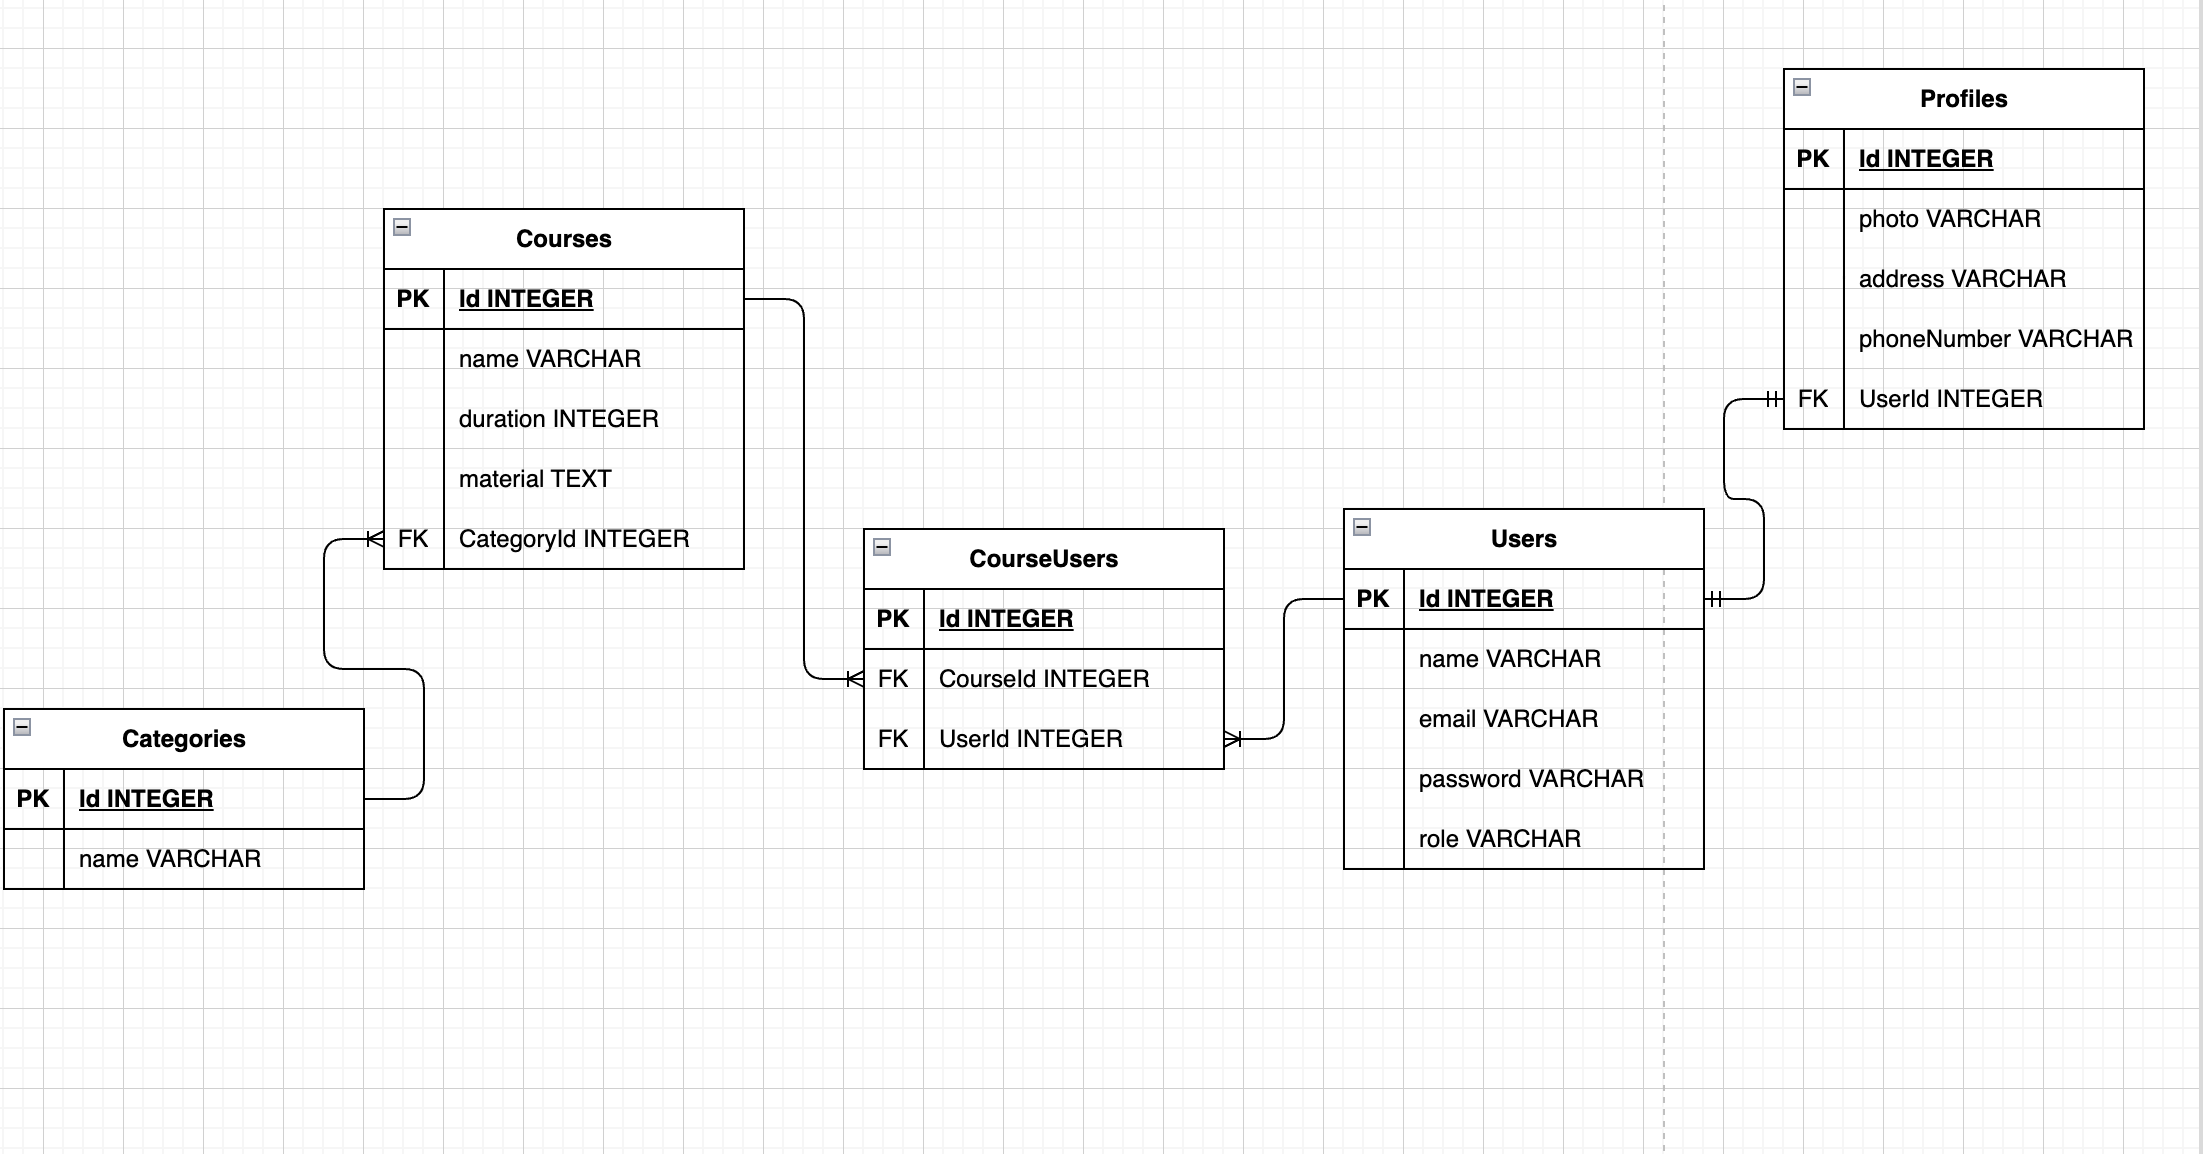 Profiles
PK Id INTEGER
photo VARCHAR
address VARCHAR
phoneNumber VARCHAR
FK UserId INTEGER
Courses
PK Id INTEGER
name VARCHAR
duration INTEGER
material TEXT
FK CategoryId INTEGER
CourseUsers
PK Id INTEGER
FK CourseId INTEGER
FK UserId INTEGER
Users
PK Id INTEGER
name VARCHAR
email VARCHAR
password VARCHAR
role VARCHAR
Categories
PK Id INTEGER
name VARCHAR